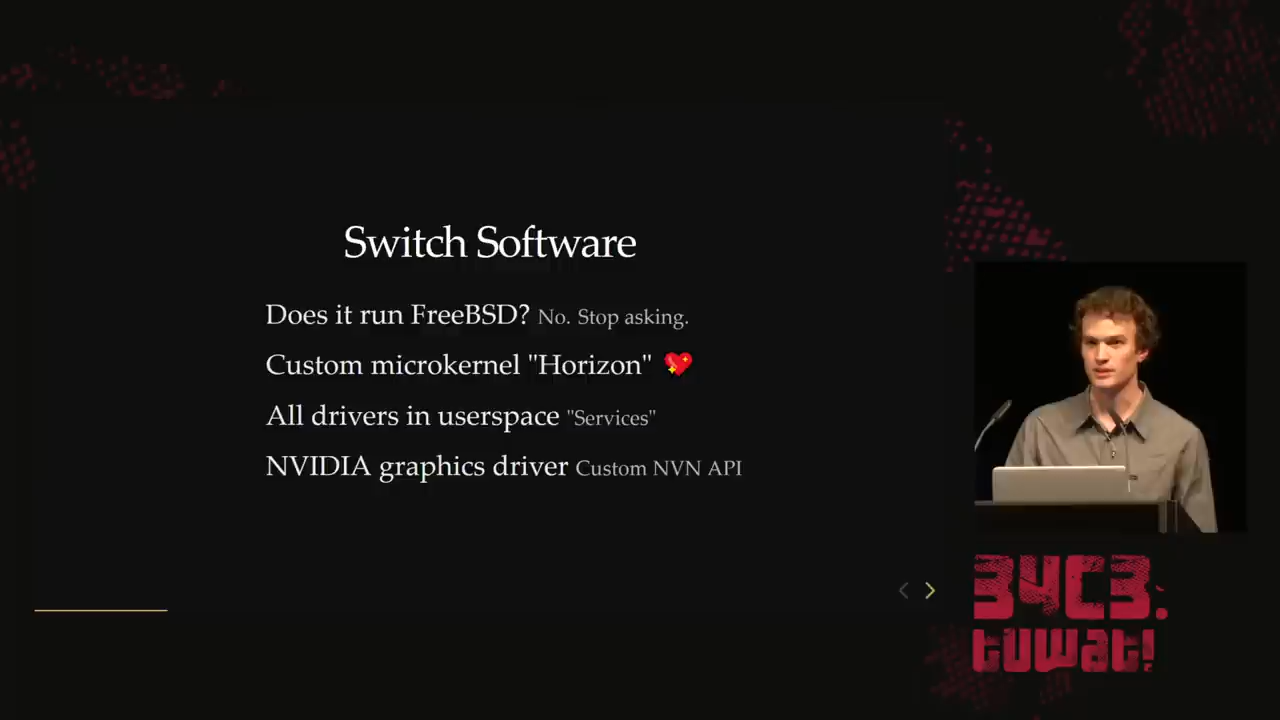 Switch Software
Does it run FreeBSD? No. Stop asking.
Custom microkernel "Horizon" 💖
All drivers in userspace "Services"
NVIDIA graphics driver Custom NVN API
34C3.
tuwat!